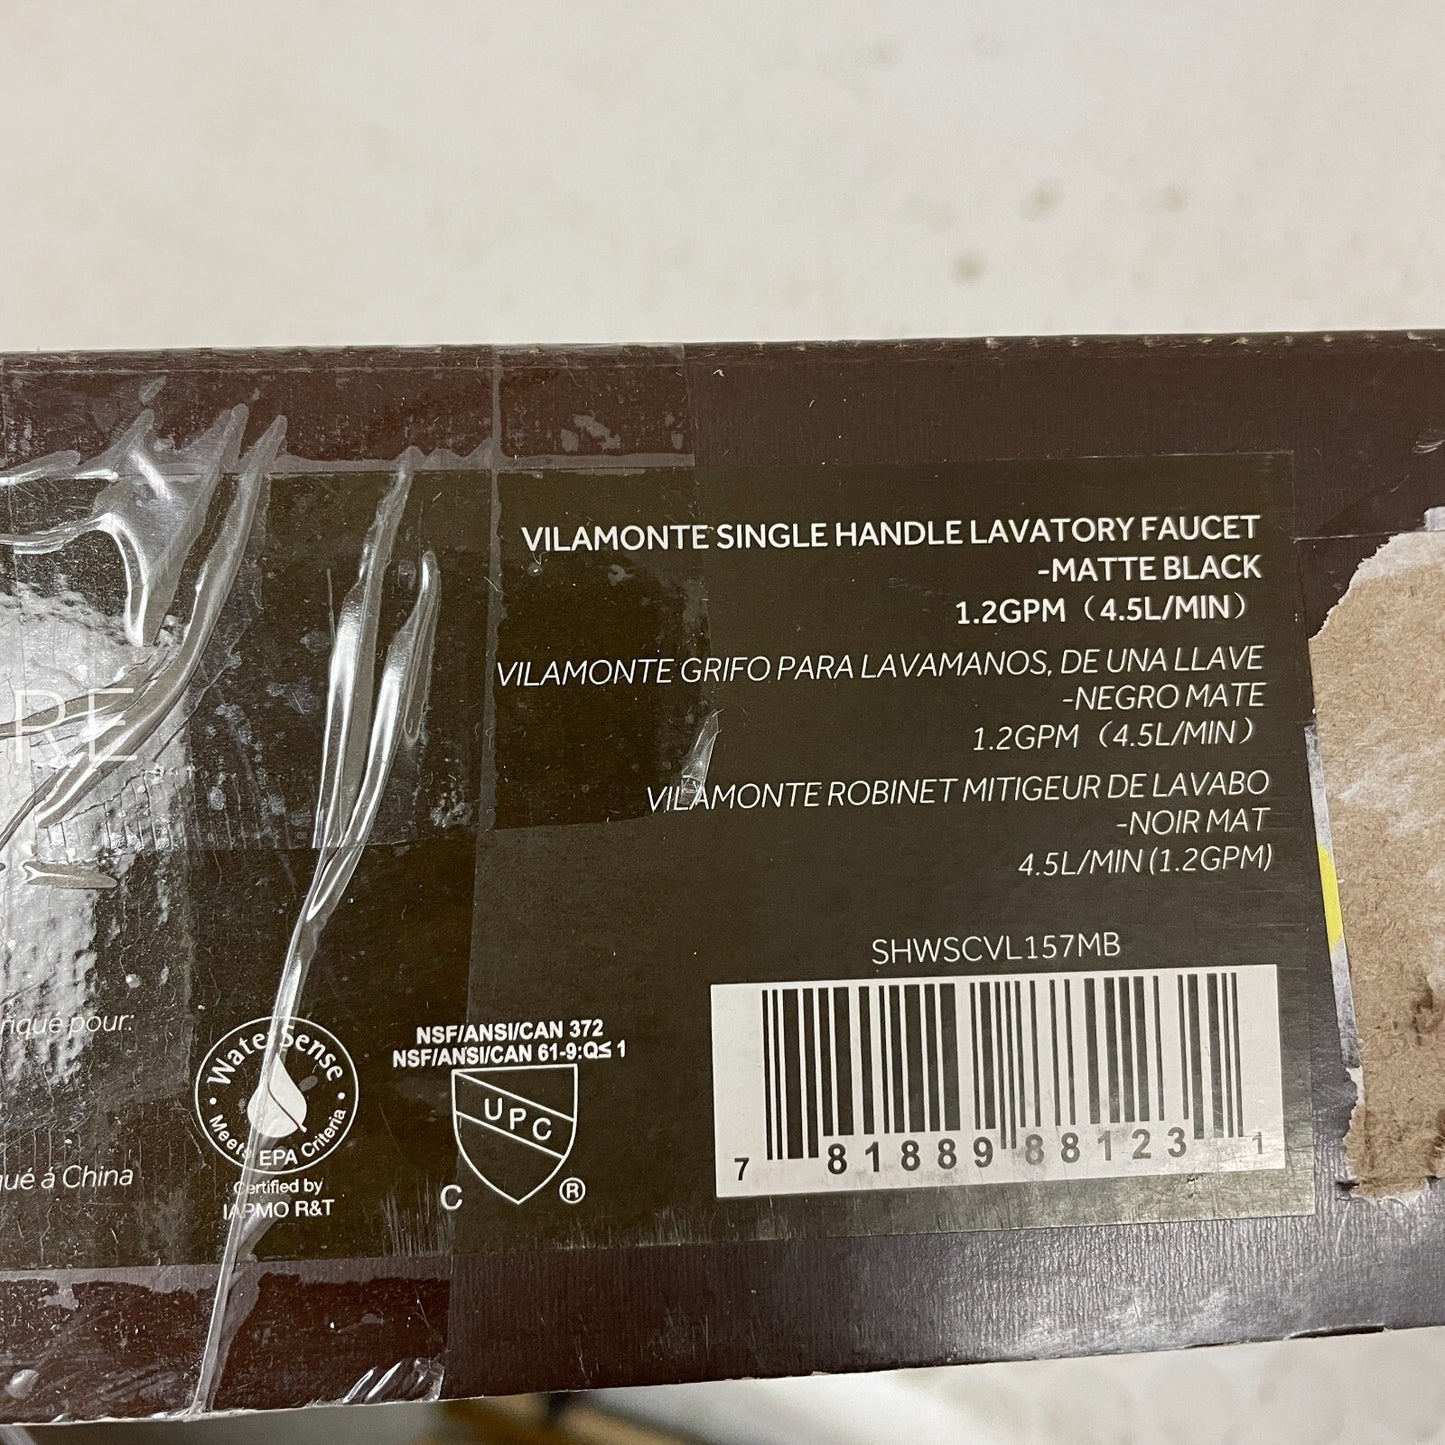 VILAMONTE SINGLE HANDLE LAVATORY FAUCET
-MATTE BLACK
1.2GPM（4.5L/MIN）
VILAMONTE GRIFO PARA LAVAMANOS, DE UNA LLAVE
-NEGRO MATE
1.2GPM（4.5L/MIN）
VILAMONTE ROBINET MITIGEUR DE LAVABO
-NOIR MAT
4.5L/MIN (1.2GPM)
SHWSCVL157MB
7 81889 88123 1
RE
pour:
á China
WaterSense
Meets EPA Criteria
Certified by
IAPMO R&T
NSF/ANSI/CAN 372
NSF/ANSI/CAN 61-9:Q≤ 1
UPC
C ®